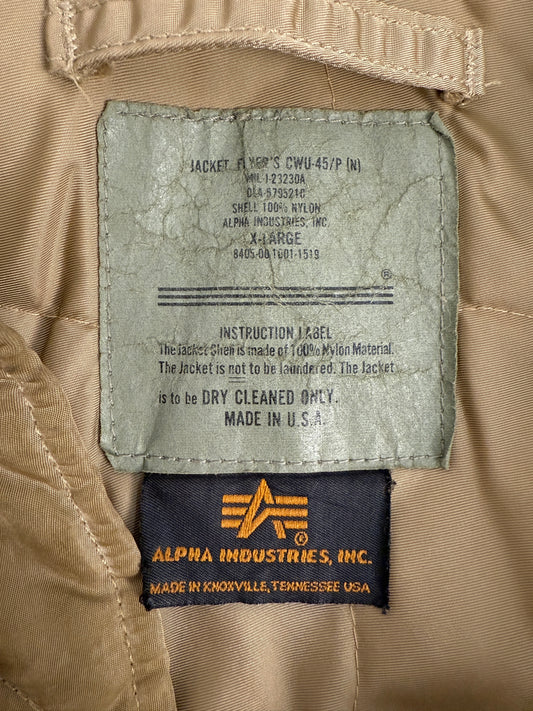 JACKET, FLYER'S CWU-45/P (N)
MIL-J-23230A
DLA-579521C
SHELL 100% NYLON
ALPHA INDUSTRIES, INC.
X-LARGE
8405-00 1001-1519
®
INSTRUCTION LABEL
The Jacket Shell is made of 100% Nylon Material.
The Jacket is not to be laundered. The Jacket
is to be DRY CLEANED ONLY.
MADE IN U.S.A.
®
ALPHA INDUSTRIES, INC.
MADE IN KNOXVILLE, TENNESSEE USA